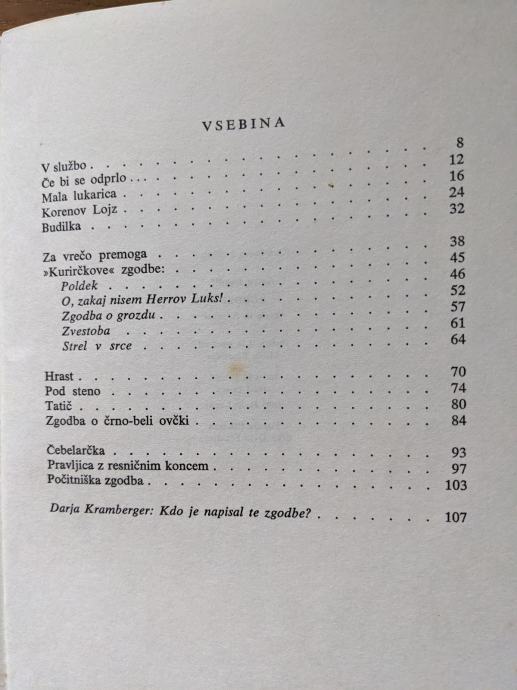 VSEBINA
V službo . . . . . . . . . . . . . . . . 8
Če bi se odprlo ... . . . . . . . . . . . . . 12
Mala lukarica . . . . . . . . . . . . . . 16
Korenov Lojz . . . . . . . . . . . . . . 24
Budilka . . . . . . . . . . . . . . . . 32
Za vrečo premoga . . . . . . . . . . . . . 38
»Kurirčkove« zgodbe: . . . . . . . . . . . . 45
Poldek . . . . . . . . . . . . . . . 46
O, zakaj nisem Herrov Luks! . . . . . . . . . 52
Zgodba o grozdu . . . . . . . . . . . . 57
Zvestoba . . . . . . . . . . . . . . 61
Strel v srce . . . . . . . . . . . . . 64
Hrast . . . . . . . . . . . . . . . . 70
Pod steno . . . . . . . . . . . . . . . 74
Tatič . . . . . . . . . . . . . . . . 80
Zgodba o črno-beli ovčki . . . . . . . . . . 84
Čebelarčka . . . . . . . . . . . . . . . 93
Pravljica z resničnim koncem . . . . . . . . . 97
Počitniška zgodba . . . . . . . . . . . . . 103
Darja Kramberger: Kdo je napisal te zgodbe? . . . . . . 107